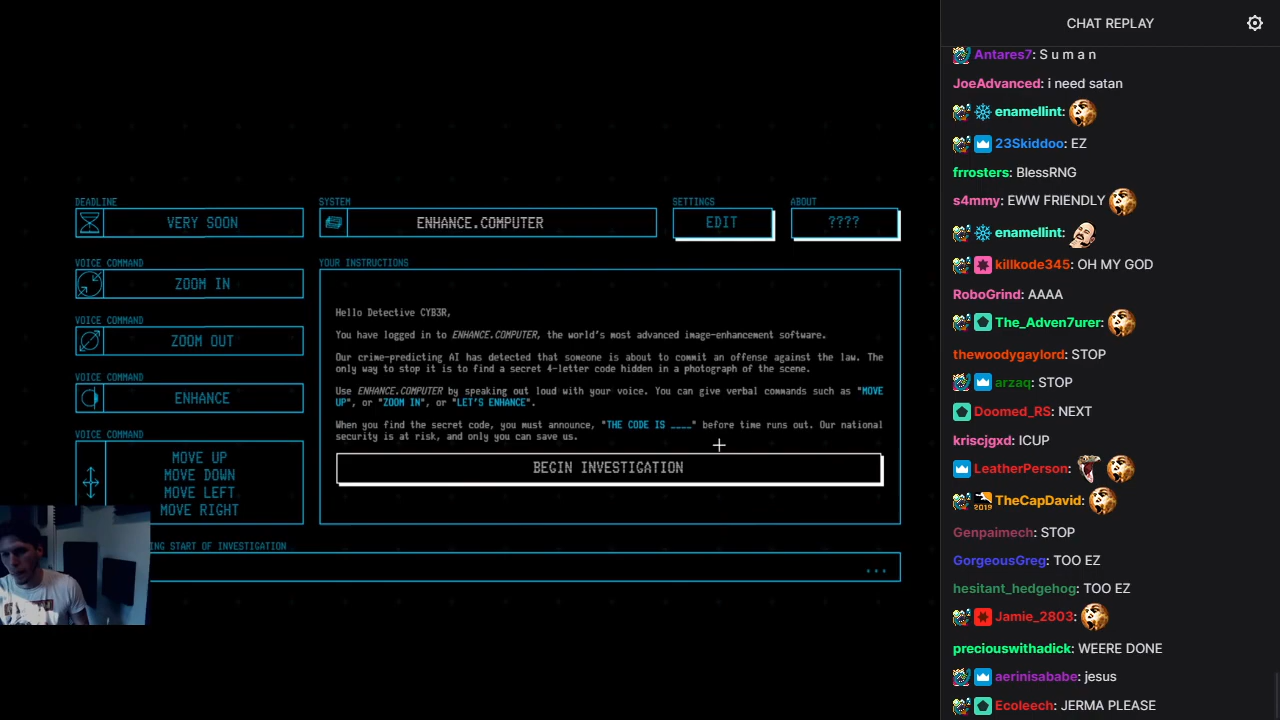 DEADLINE
VERY SOON
SYSTEM
ENHANCE.COMPUTER
SETTINGS
EDIT
ABOUT
????
VOICE COMMAND
ZOOM IN
VOICE COMMAND
ZOOM OUT
VOICE COMMAND
ENHANCE
VOICE COMMAND
MOVE UP
MOVE DOWN
MOVE LEFT
MOVE RIGHT
YOUR INSTRUCTIONS
Hello Detective CYB3R,
You have logged in to ENHANCE.COMPUTER, the world's most advanced image-enhancement software.
Our crime-predicting AI has detected that someone is about to commit an offense against the law. The
only way to stop it is to find a secret 4-letter code hidden in a photograph of the scene.
Use ENHANCE.COMPUTER by speaking out loud with your voice. You can give verbal commands such as "MOVE
UP", or "ZOOM IN", or "LET'S ENHANCE".
When you find the secret code, you must announce, "THE CODE IS ____" before time runs out. Our national
security is at risk, and only you can save us.
BEGIN INVESTIGATION
ING START OF INVESTIGATION
...
CHAT REPLAY
Antares7: S u m a n
JoeAdvanced: i need satan
enamellint:
23Skiddoo: EZ
frrosters: BlessRNG
s4mmy: EWW FRIENDLY
enamellint:
killkode345: OH MY GOD
RoboGrind: AAAA
The_Adven7urer:
thewoodygaylord: STOP
arzaq: STOP
Doomed_RS: NEXT
kriscjgxd: ICUP
LeatherPerson:
2019 TheCapDavid:
Genpaimech: STOP
GorgeousGreg: TOO EZ
hesitant_hedgehog: TOO EZ
Jamie_2803:
preciouswithadick: WEERE DONE
aerinisababe: jesus
Ecoleech: JERMA PLEASE